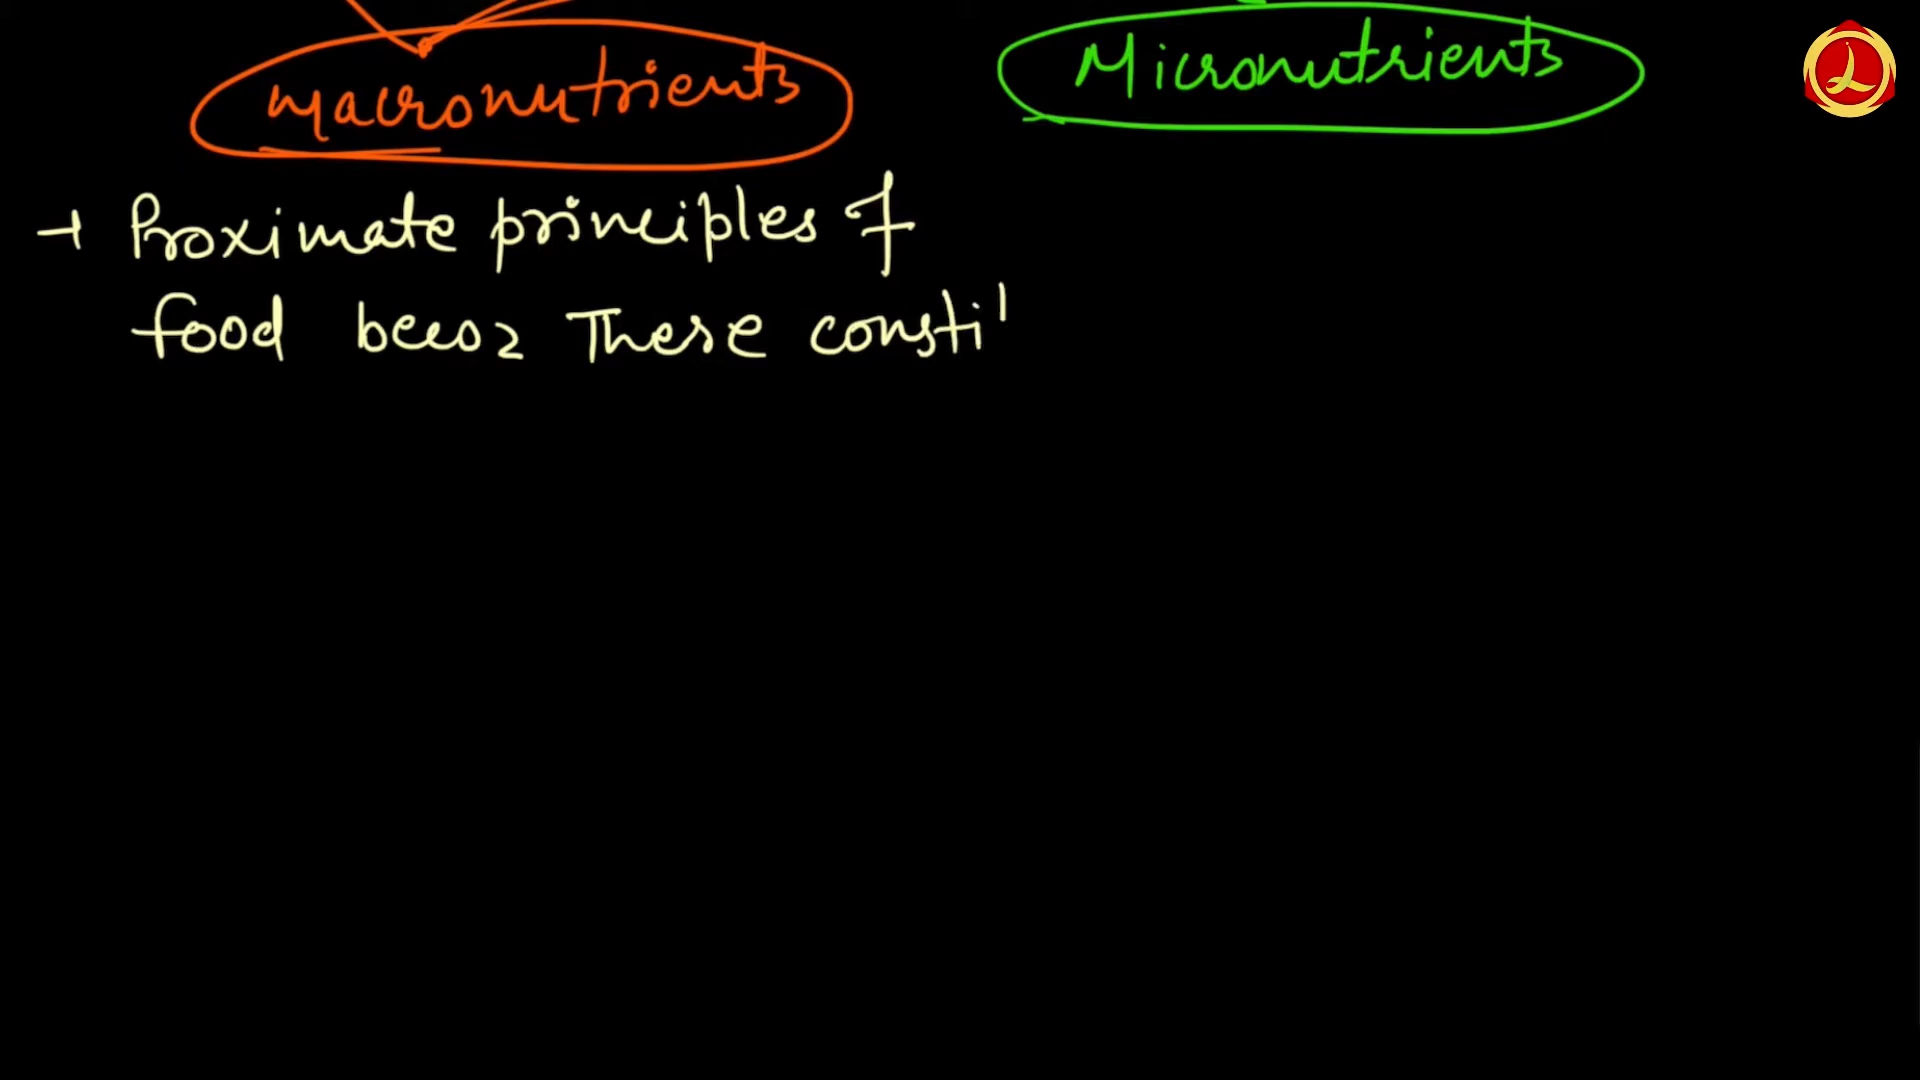 macronutrients
Micronutrients
→ Proximate principles of
food becoz These consti